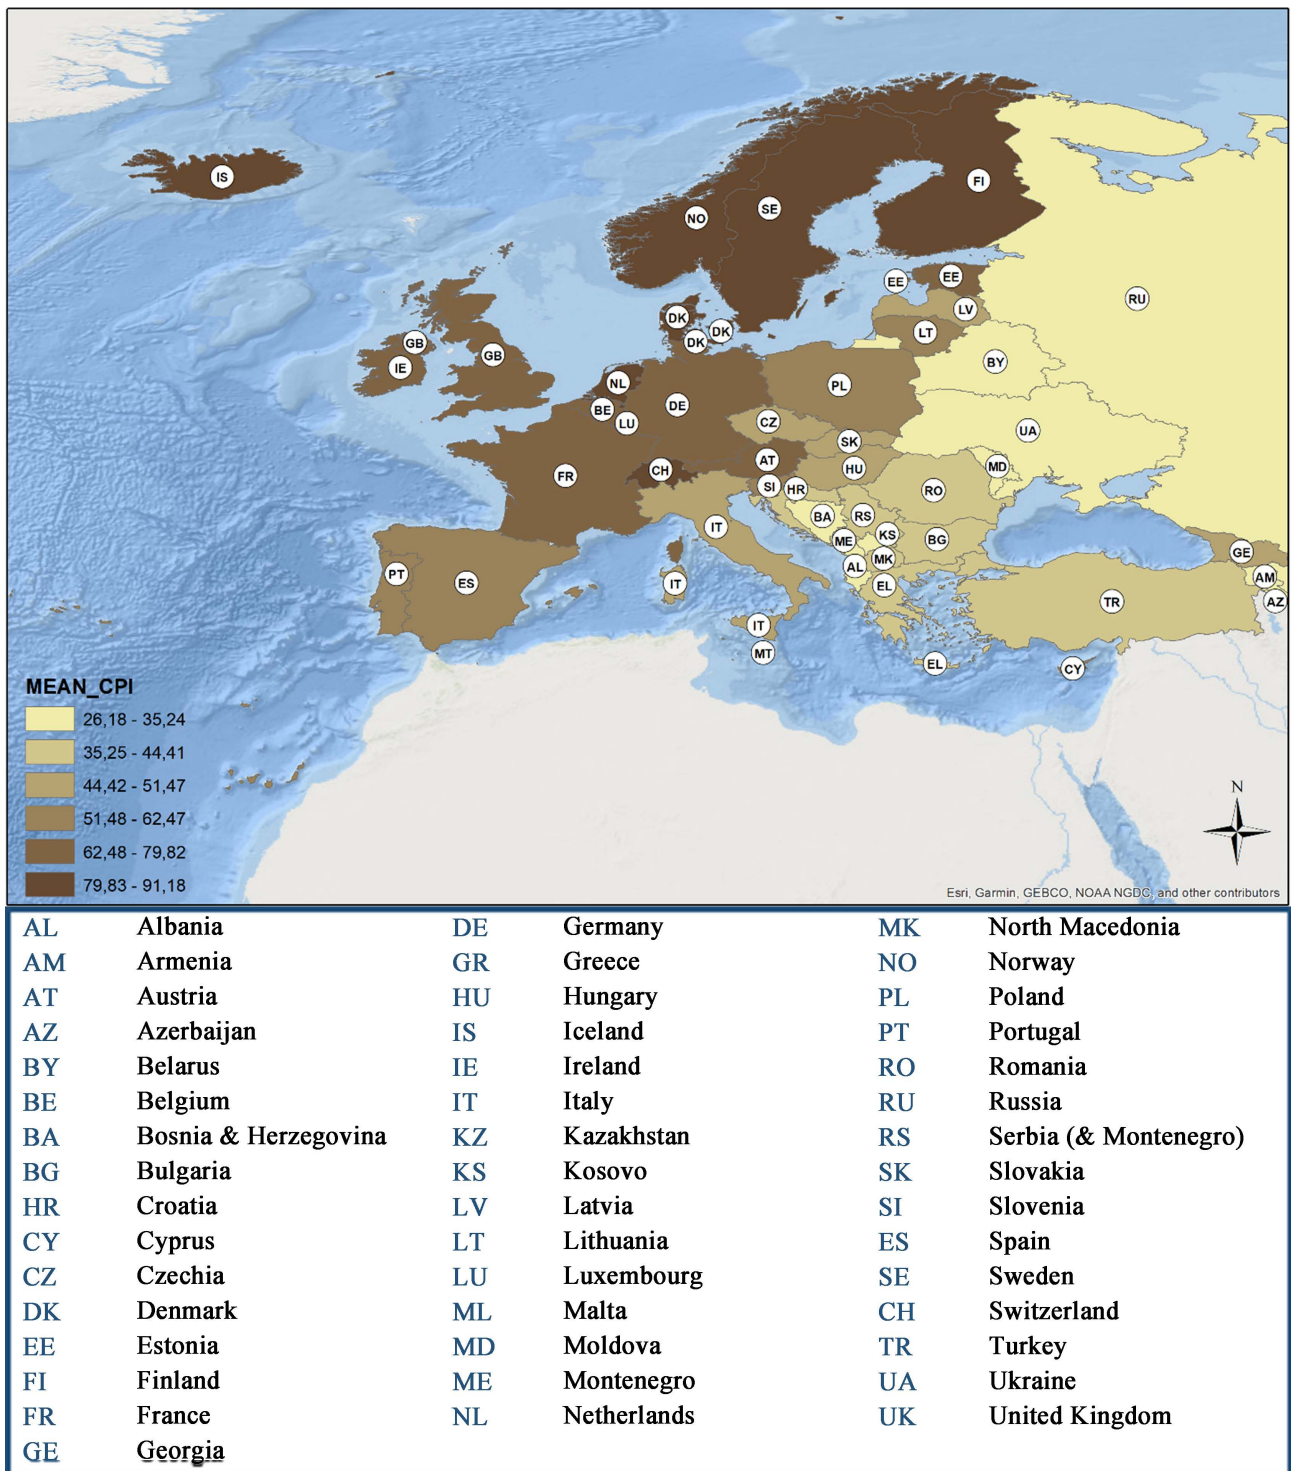 IS
FI
SE
NO
EE
EE
RU
LV
DK
DK
LT
DK
GB
GB
BY
IE
NL
PL
DE
BE
CZ
LU
UA
SK
AT
MD
CH
HU
FR
SI
HR
RO
BA
RS
IT
KS
ME
BG
GE
MK
AL
PT
AM
ES
IT
EL
TR
AZ
IT
MT
EL
CY
MEAN_CPI
26,18 - 35,24
35,25 - 44,41
44,42 - 51,47
51,48 - 62,47
62,48 - 79,82
79,83 - 91,18
N
Esri, Garmin, GEBCO, NOAA NGDC, and other contributors
AL Albania DE Germany MK North Macedonia
AM Armenia GR Greece NO Norway
AT Austria HU Hungary PL Poland
AZ Azerbaijan IS Iceland PT Portugal
BY Belarus IE Ireland RO Romania
BE Belgium IT Italy RU Russia
BA Bosnia & Herzegovina KZ Kazakhstan RS Serbia (& Montenegro)
BG Bulgaria KS Kosovo SK Slovakia
HR Croatia LV Latvia SI Slovenia
CY Cyprus LT Lithuania ES Spain
CZ Czechia LU Luxembourg SE Sweden
DK Denmark ML Malta CH Switzerland
EE Estonia MD Moldova TR Turkey
FI Finland ME Montenegro UA Ukraine
FR France NL Netherlands UK United Kingdom
GE Georgia